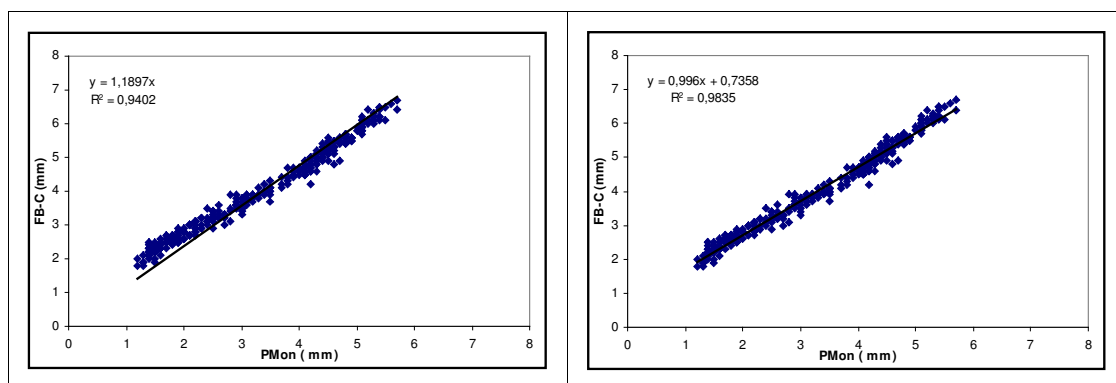 8
7
6
5
4
3
2
1
0
FB-C (mm)
y = 1,1897x
R² = 0,9402
0 1 2 3 4 5 6 7 8
PMon ( mm)
8
7
6
5
4
3
2
1
0
FB-C (mm)
y = 0,996x + 0,7358
R² = 0,9835
0 1 2 3 4 5 6 7 8
PMon ( mm)